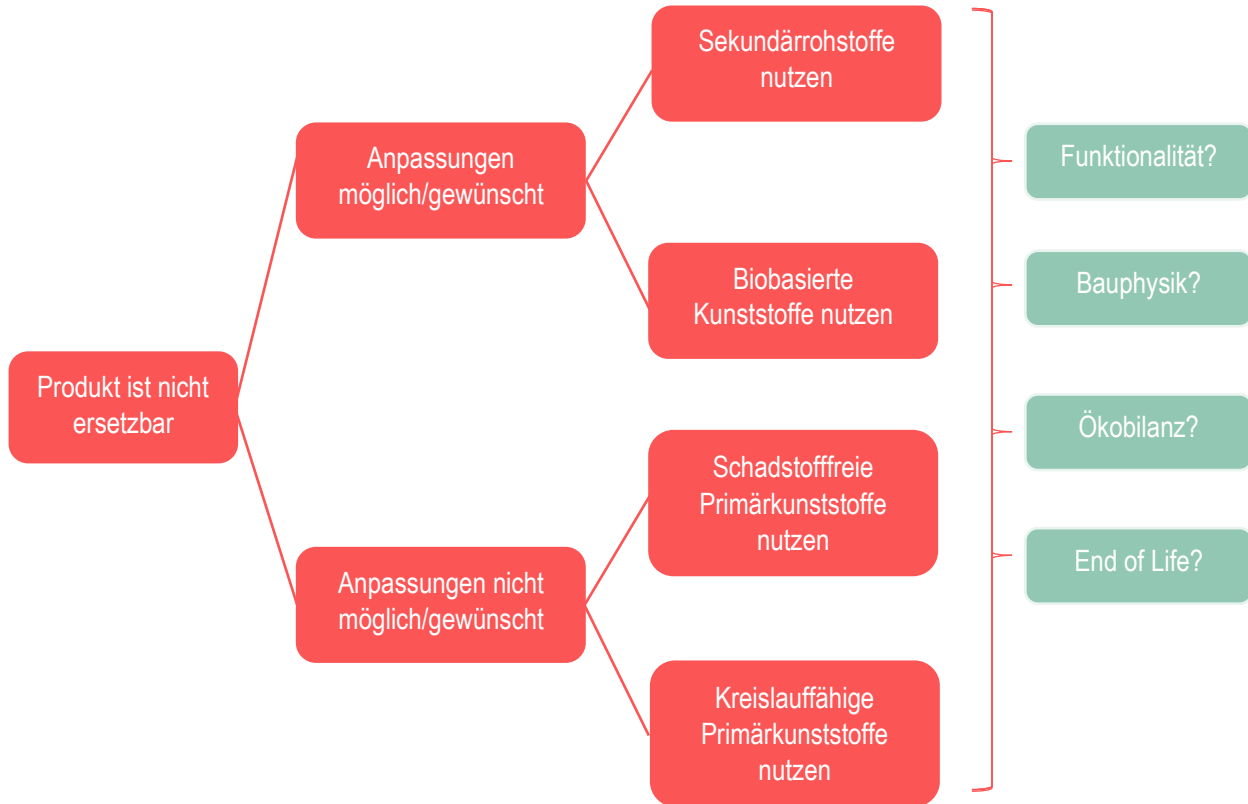 Produkt ist nicht
ersetzbar
Anpassungen
möglich/gewünscht
Sekundärrohstoffe
nutzen
Biobasierte
Kunststoffe nutzen
Anpassungen nicht
möglich/gewünscht
Schadstofffreie
Primärkunststoffe
nutzen
Kreislauffähige
Primärkunststoffe
nutzen
Funktionalität?
Bauphysik?
Ökobilanz?
End of Life?